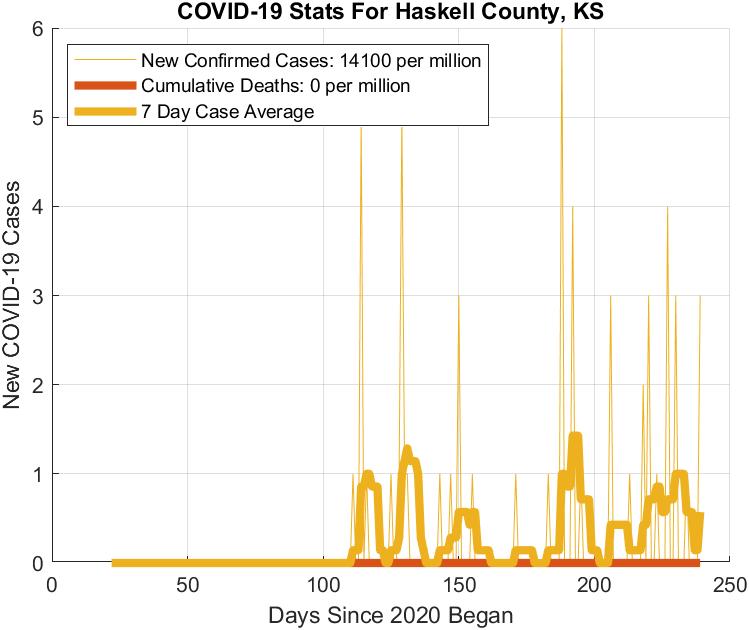 COVID-19 Stats For Haskell County, KS
New Confirmed Cases: 14100 per million
Cumulative Deaths: 0 per million
7 Day Case Average
New COVID-19 Cases
6
5
4
3
2
1
0
0 50 100 150 200 250
Days Since 2020 Began